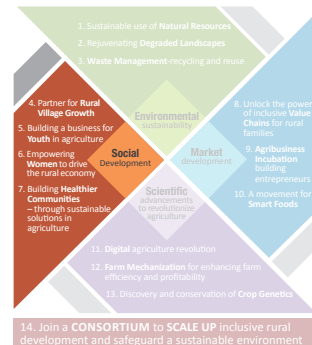 1. Sustainable use of Natural Resources
2. Rejuvenating Degraded Landscapes
3. Waste Management-recycling and reuse
Environmental
sustainability
4. Partner for Rural
Village Growth
5. Building a business for
Youth in agriculture
6. Empowering
Women to drive
the rural economy
7. Building Healthier
Communities
– through sustainable
solutions in
agriculture
Social
Development
Market
development
8. Unlock the power
of inclusive Value
Chains for rural
families
9. Agribusiness
Incubation
building
entrepreneurs
10. A movement for
Smart Foods
Scientific
advancements
to revolutionize
agriculture
11. Digital agriculture revolution
12. Farm Mechanization for enhancing farm
efficiency and profitability
13. Discovery and conservation of Crop Genetics
14. Join a CONSORTIUM to SCALE UP inclusive rural
development and safeguard a sustainable environment